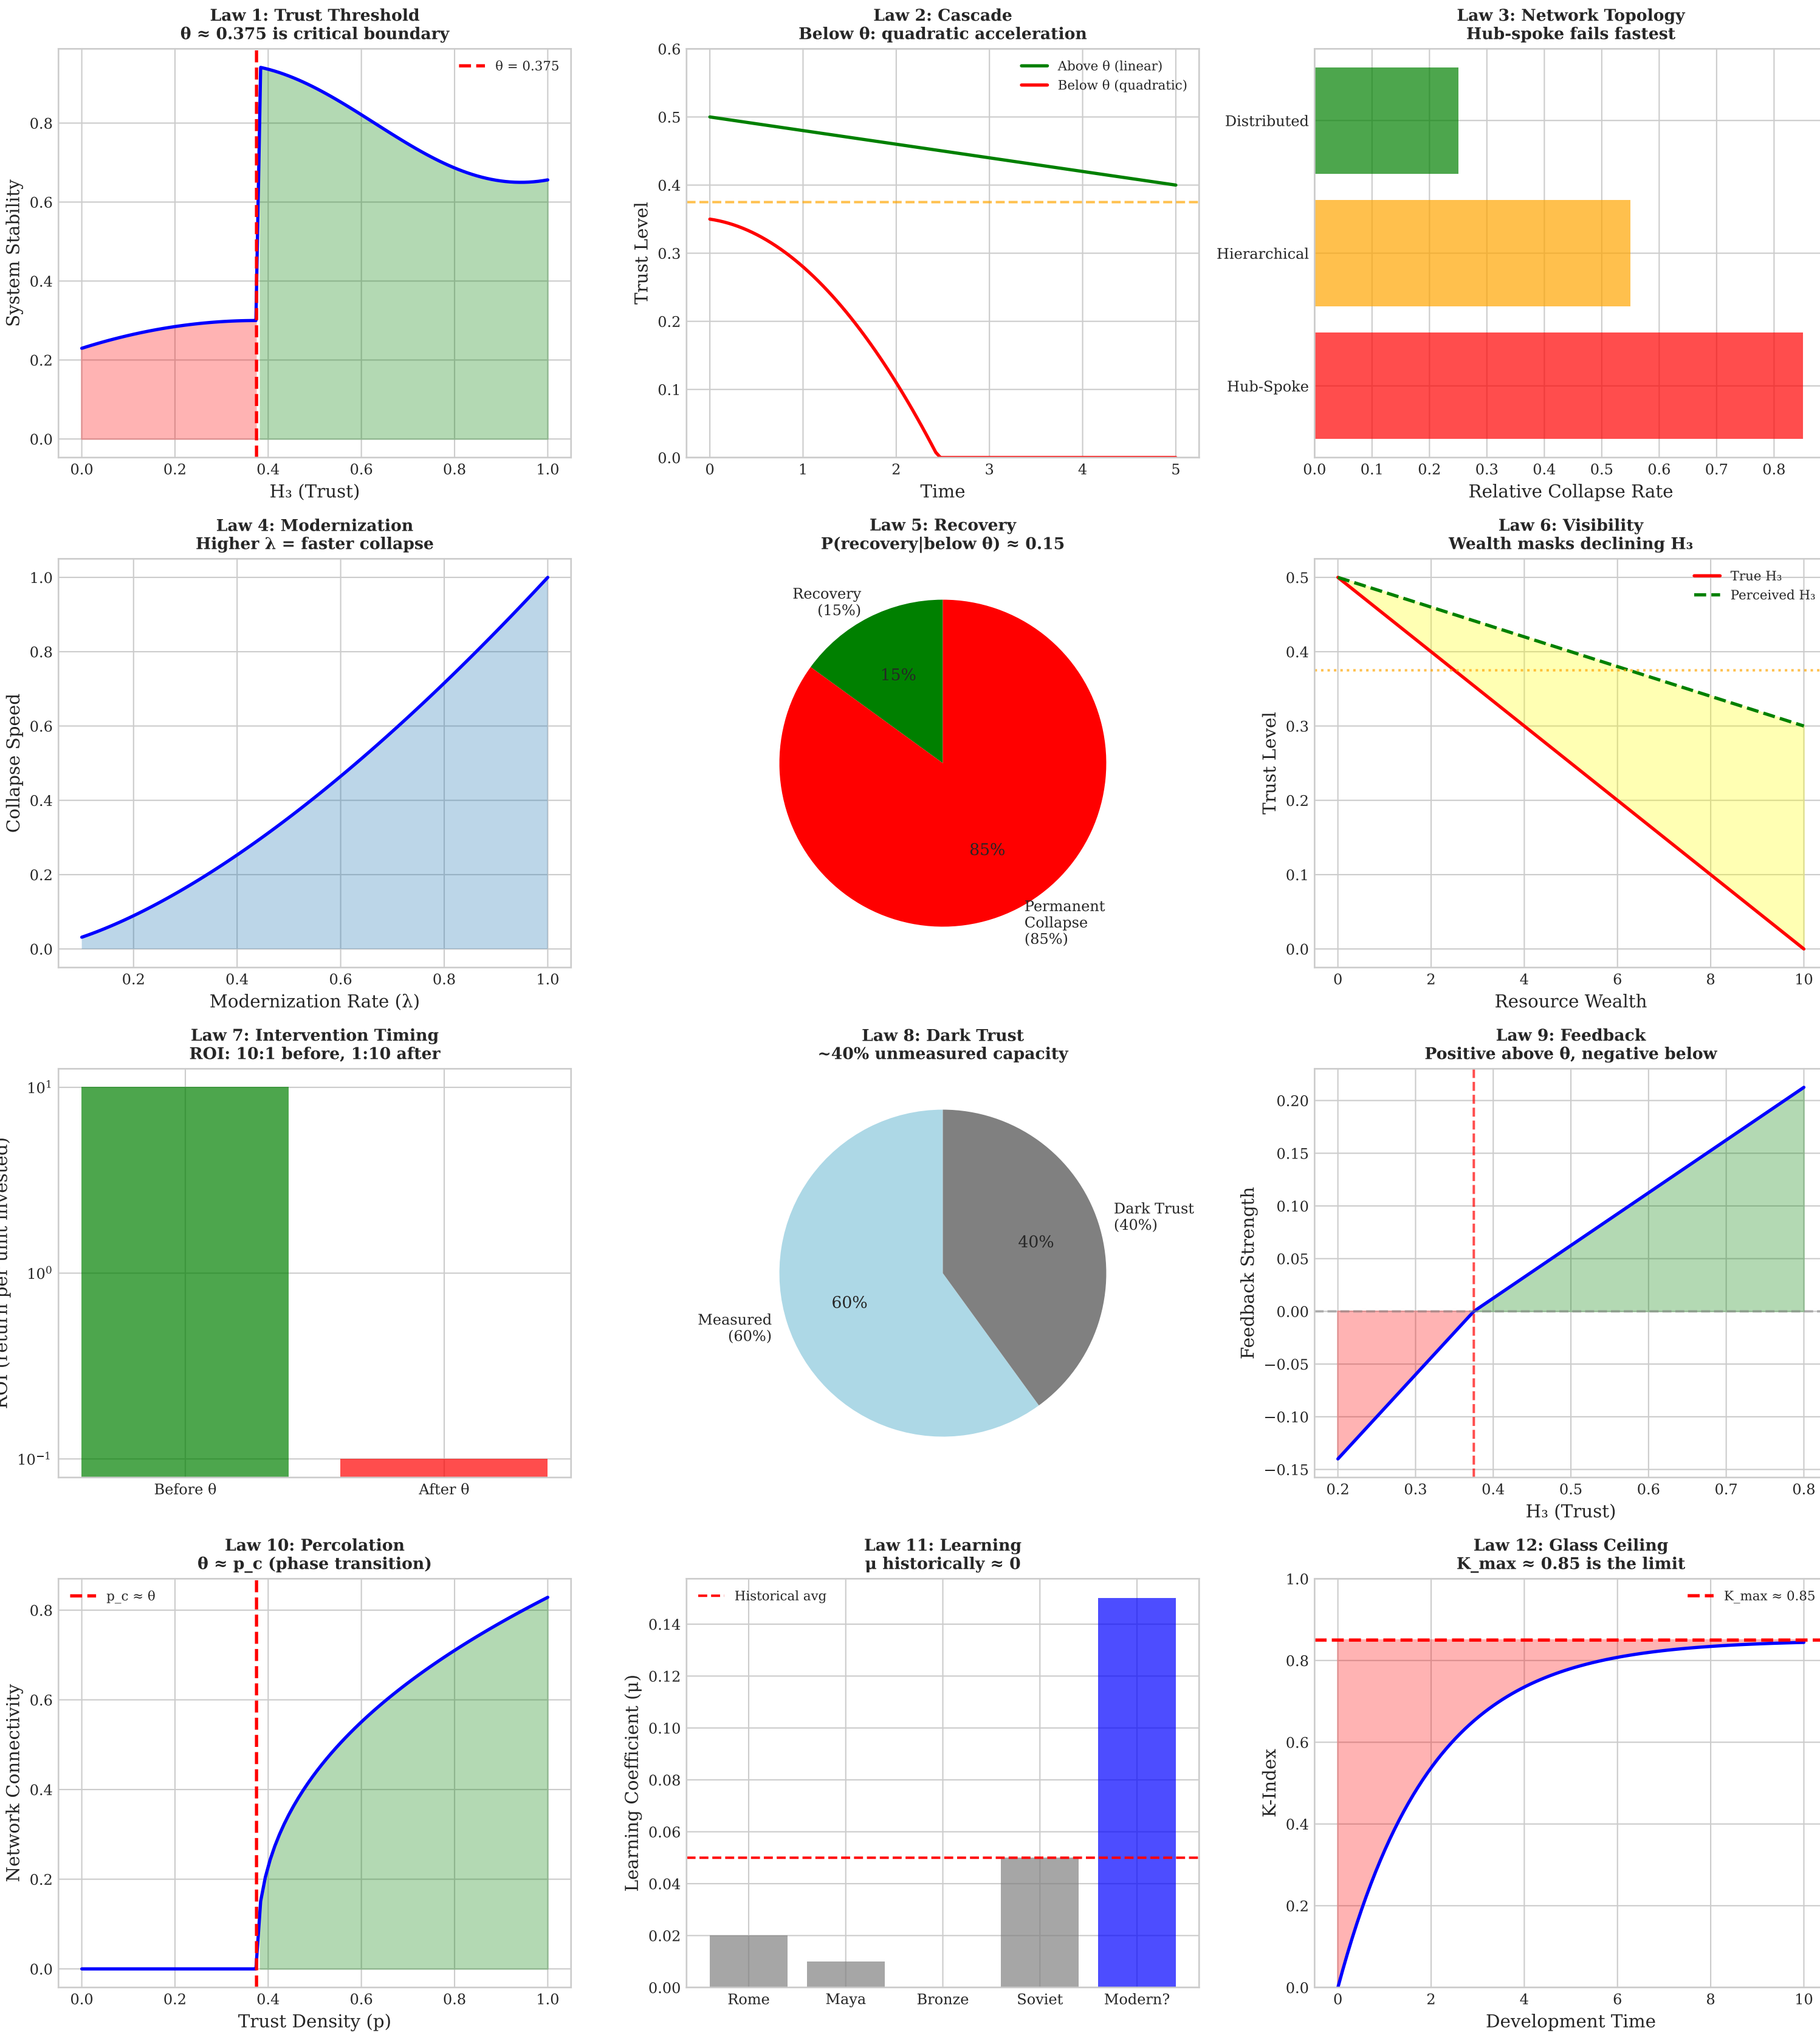 Law 1: Trust Threshold
θ ≈ 0.375 is critical boundary
θ = 0.375
System Stability
0.8
0.6
0.4
0.2
0.0
0.0 0.2 0.4 0.6 0.8 1.0
H₃ (Trust)
Law 2: Cascade
Below θ: quadratic acceleration
Above θ (linear)
Below θ (quadratic)
Trust Level
0.6
0.5
0.4
0.3
0.2
0.1
0.0
0 1 2 3 4 5
Time
Law 3: Network Topology
Hub-spoke fails fastest
Distributed
Hierarchical
Hub-Spoke
0.0 0.1 0.2 0.3 0.4 0.5 0.6 0.7 0.8
Relative Collapse Rate
Law 4: Modernization
Higher λ = faster collapse
Collapse Speed
1.0
0.8
0.6
0.4
0.2
0.0
0.2 0.4 0.6 0.8 1.0
Modernization Rate (λ)
Law 5: Recovery
P(recovery|below θ) ≈ 0.15
Recovery
(15%)
15%
85%
Permanent
Collapse
(85%)
Law 6: Visibility
Wealth masks declining H₃
True H₃
Perceived H₃
Trust Level
0.5
0.4
0.3
0.2
0.1
0.0
0 2 4 6 8 10
Resource Wealth
Law 7: Intervention Timing
ROI: 10:1 before, 1:10 after
ROI (return per unit invested)
10¹
10⁰
10⁻¹
Before θ After θ
Law 8: Dark Trust
~40% unmeasured capacity
Dark Trust
(40%)
40%
60%
Measured
(60%)
Law 9: Feedback
Positive above θ, negative below
Feedback Strength
0.20
0.15
0.10
0.05
0.00
−0.05
−0.10
−0.15
0.2 0.3 0.4 0.5 0.6 0.7 0.8
H₃ (Trust)
Law 10: Percolation
θ ≈ p_c (phase transition)
p_c ≈ θ
Network Connectivity
0.8
0.6
0.4
0.2
0.0
0.0 0.2 0.4 0.6 0.8 1.0
Trust Density (p)
Law 11: Learning
μ historically ≈ 0
Historical avg
Learning Coefficient (μ)
0.14
0.12
0.10
0.08
0.06
0.04
0.02
0.00
Rome Maya Bronze Soviet Modern?
Law 12: Glass Ceiling
K_max ≈ 0.85 is the limit
K_max ≈ 0.85
K-Index
1.0
0.8
0.6
0.4
0.2
0.0
0 2 4 6 8 10
Development Time